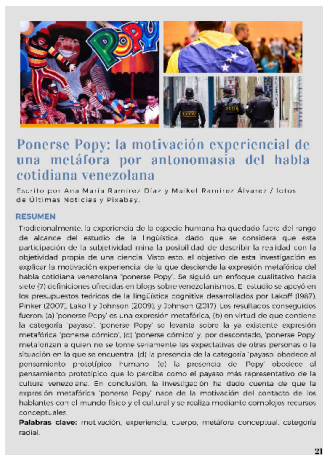 POPY
Ponerse Popy: la motivación experiencial de
una metáfora por antonomasia del habla
cotidiana venezolana
Escrito por Ana María Ramírez Díaz y Maikel Ramírez Álvarez / fotos
de Últimas Noticias y Pixabay.
RESUMEN
Tradicionalmente, la experiencia de la especie humana ha quedado fuera del rango
de alcance del estudio de la lingüística, dado que se considera que esta
participación de la subjetividad mina la posibilidad de describir la realidad con la
objetividad propia de una ciencia. Visto esto, el objetivo de esta investigación es
explicar la motivación experiencial de la que desciende la expresión metafórica del
habla cotidiana venezolana "ponerse Popy". Se siguió un enfoque cualitativo hacia
siete (7) definiciones ofrecidas en blogs sobre venezolanismos. El estudio se apoyó en
los presupuestos teóricos de la lingüística cognitiva desarrollados por Lakoff (1987),
Pinker (2007), Lakoff y Johnson (2009), y Johnson (2017). Los resultados conseguidos
fueron: (a) 'ponerse Popy' es una expresión metafórica, (b) en virtud de que contiene
la categoría 'payaso', 'ponerse Popy' se levanta sobre la ya existente expresión
metafórica 'ponerse cómico', (c) 'ponerse cómico' y, por descontado, 'ponerse Popy'
metaforizan a quien no se tome seriamente las expectativas de otras personas o la
situación en la que se encuentra, (d) la presencia de la categoría 'payaso' obedece al
pensamiento prototípico humano, (e) la presencia de 'Popy' obedece al
pensamiento prototípico que lo percibe como el payaso más representativo de la
cultura venezolana. En conclusión, la investigación ha dado cuenta de que la
expresión metafórica "ponerse Popy" nace de la motivación del contacto de los
hablantes con el mundo físico y el cultural y se realiza mediante complejos recursos
conceptuales.
Palabras clave: motivación, experiencia, cuerpo, metáfora conceptual, categoría
radial.
21